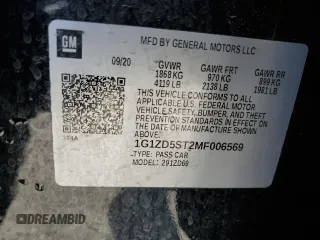 GM
MFD BY GENERAL MOTORS LLC
09/20 GVWR GAWR FRT GAWR RR
1868 KG 970 KG 899 KG
4119 LB 2138 LB 1981 LB
THIS VEHICLE CONFORMS TO ALL APPLICABLE
U.S. FEDERAL MOTOR VEHICLE
SAFETY, BUMPER, AND THEFT
PREVENTION STANDARDS IN EFFECT ON THE
DATE OF MANUFACTURE SHOWN ABOVE.
1G1ZD5ST2MF006569
TYPE: PASS CAR
MODEL: 291ZD69
DIAMONDBID